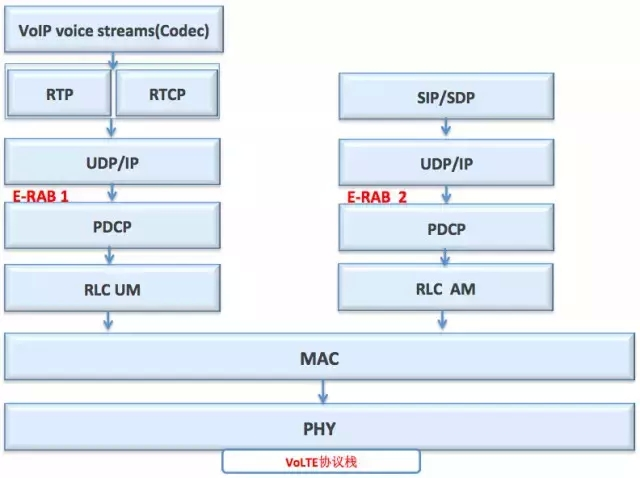 VoIP voice streams(Codec)
RTP
RTCP
SIP/SDP
UDP/IP
UDP/IP
E-RAB 1
E-RAB 2
PDCP
PDCP
RLC UM
RLC AM
MAC
PHY
VoLTE协议栈